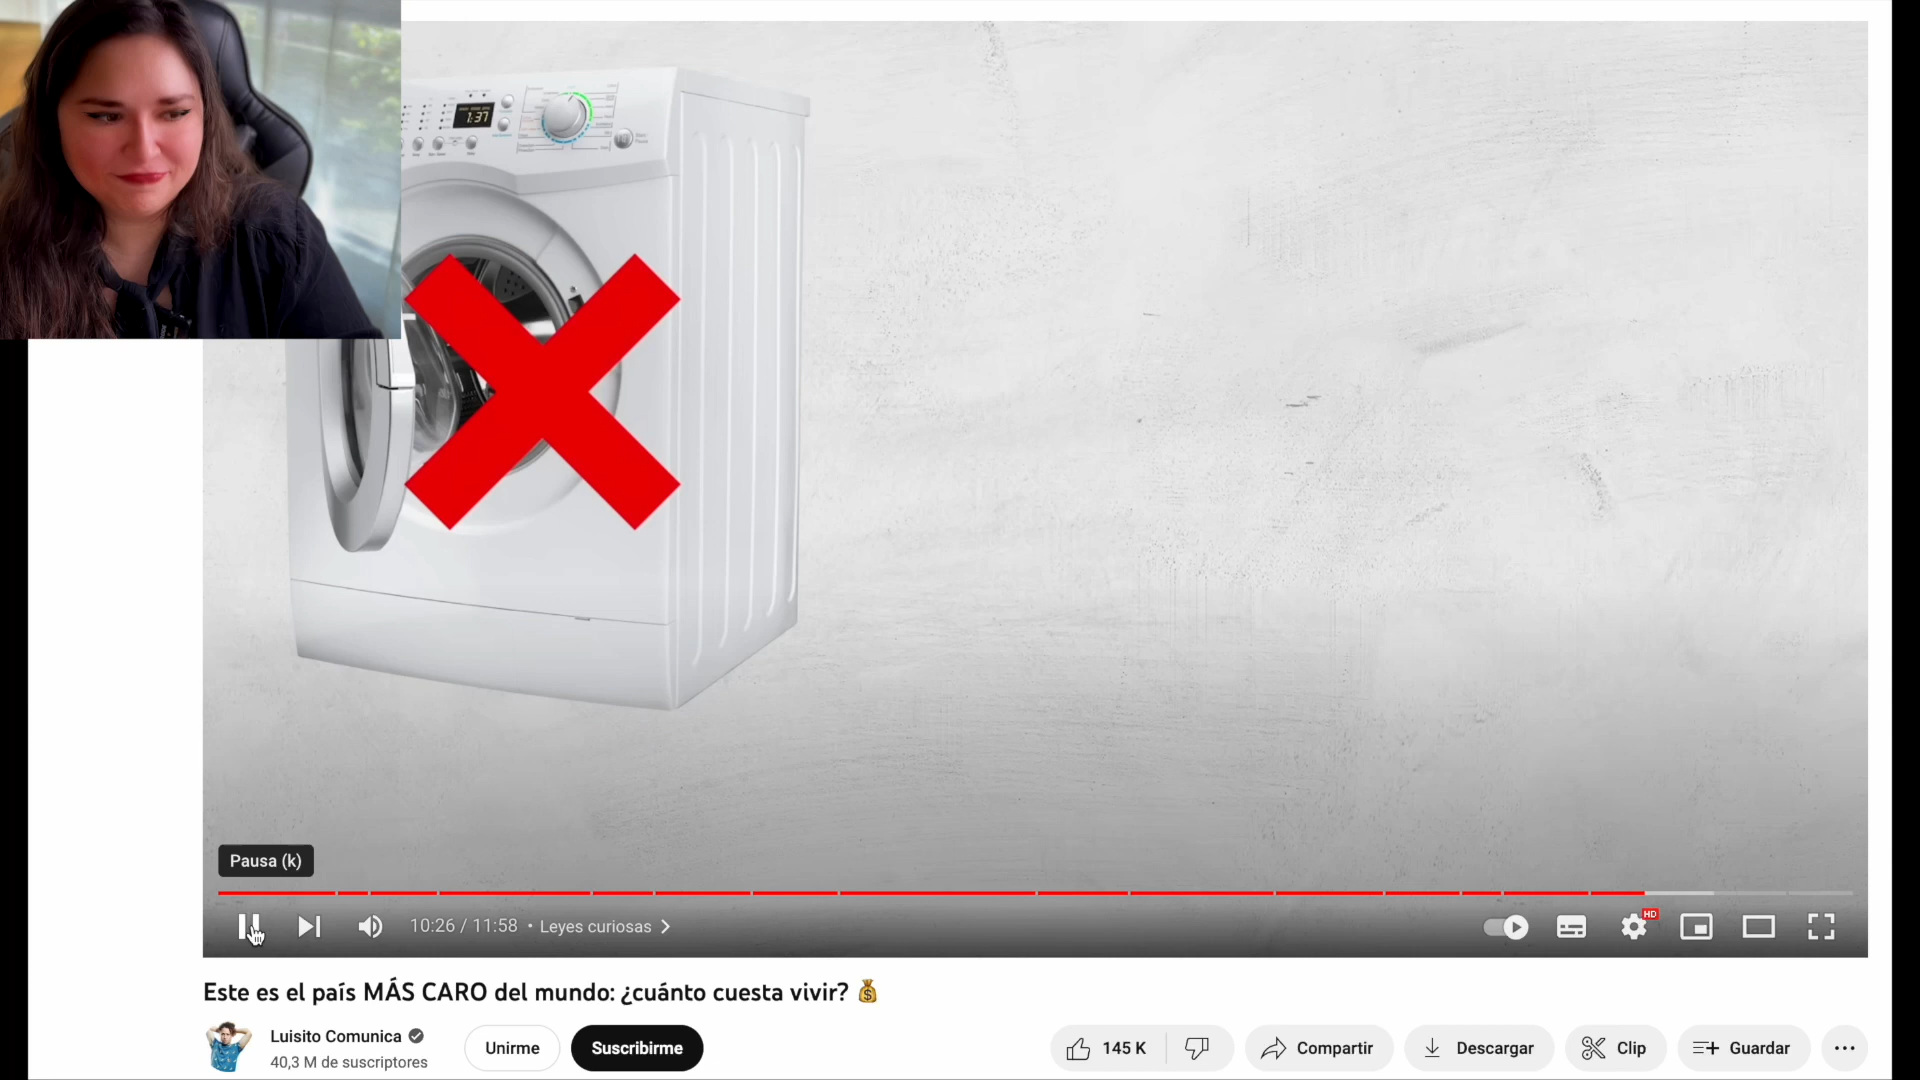 1:37
Pausa (k)
10:26 / 11:58 • Leyes curiosas
HD
Este es el país MÁS CARO del mundo: ¿cuánto cuesta vivir? 💰
Luisito Comunica
40,3 M de suscriptores
Unirme
Suscribirme
145 K
Compartir
Descargar
Clip
Guardar